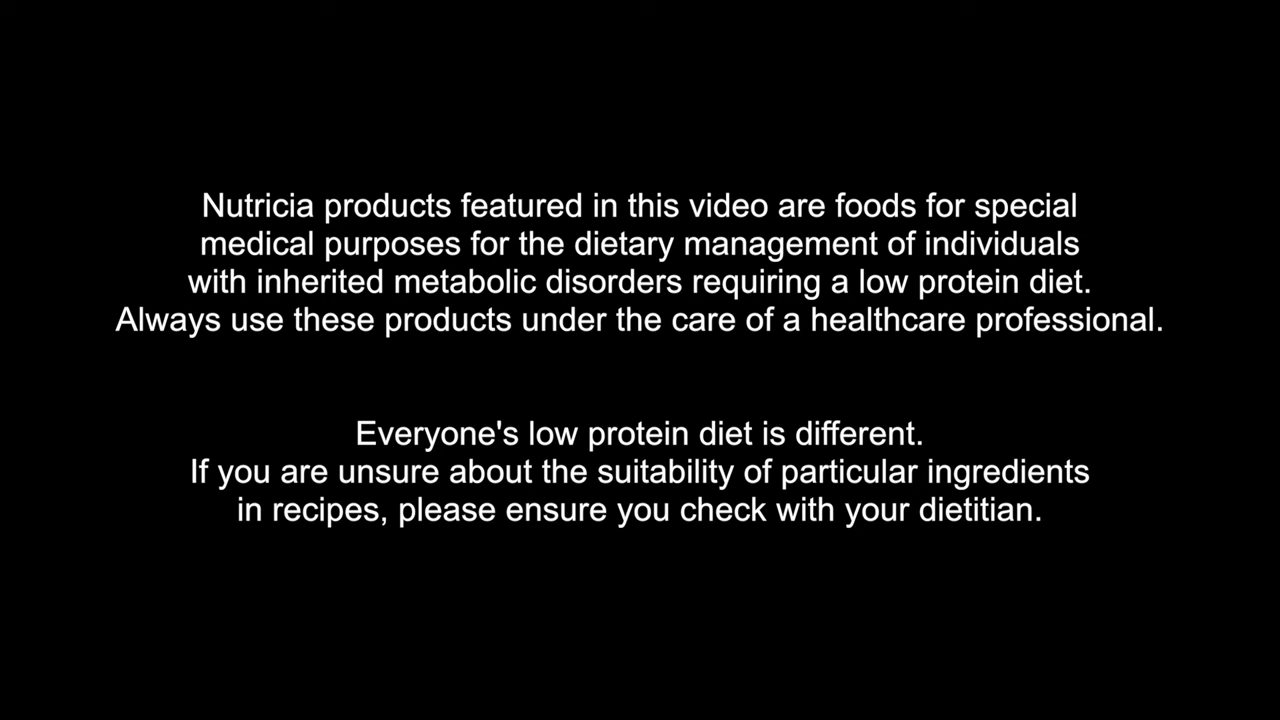 Nutricia products featured in this video are foods for special
medical purposes for the dietary management of individuals
with inherited metabolic disorders requiring a low protein diet.
Always use these products under the care of a healthcare professional.
Everyone's low protein diet is different.
If you are unsure about the suitability of particular ingredients
in recipes, please ensure you check with your dietitian.